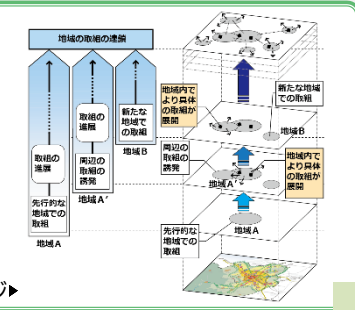 地域の取組の連鎖
取組の
進展
先行的な
地域での
取組
地域A
取組の
進展
周辺の
取組の
誘発
地域A'
新たな
地域で
の取組
地域B
地域内で
より具体
の取組が
展開
新たな地域
での取組
地域B
周辺の
取組の
誘発
地域A'
地域内で
より具体
の取組が
展開
先行的な
地域での
取組
地域A
ジ▶